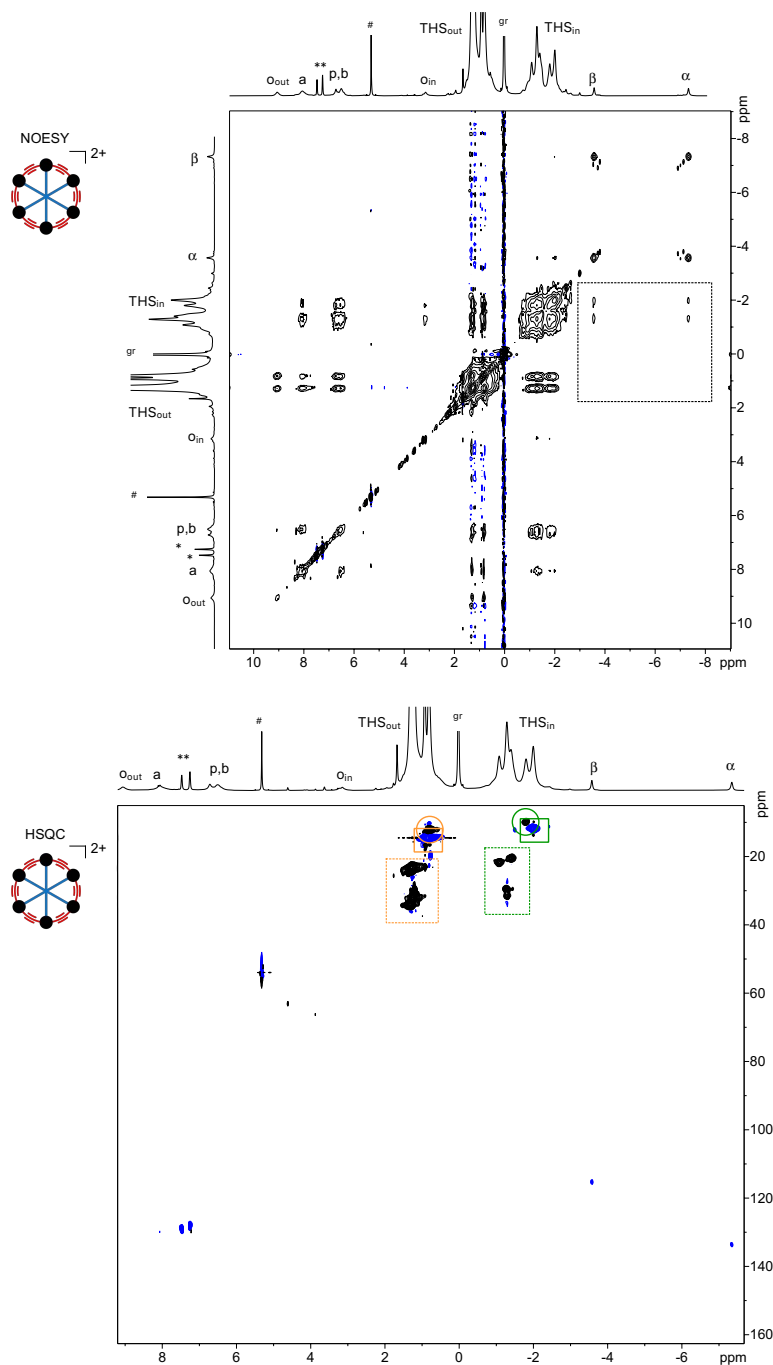 # THS_out gr THS_in
o_out a ** p,b o_in β α
NOESY
2+
β
α
THS_in
gr
THS_out
o_in
#
p,b
*
*
a
o_out
ppm
-8
-6
-4
-2
0
2
4
6
8
10
10 8 6 4 2 0 -2 -4 -6 -8 ppm
# THS_out gr THS_in
o_out a ** p,b o_in β α
HSQC
2+
ppm
20
40
60
80
100
120
140
160
8 6 4 2 0 -2 -4 -6 ppm